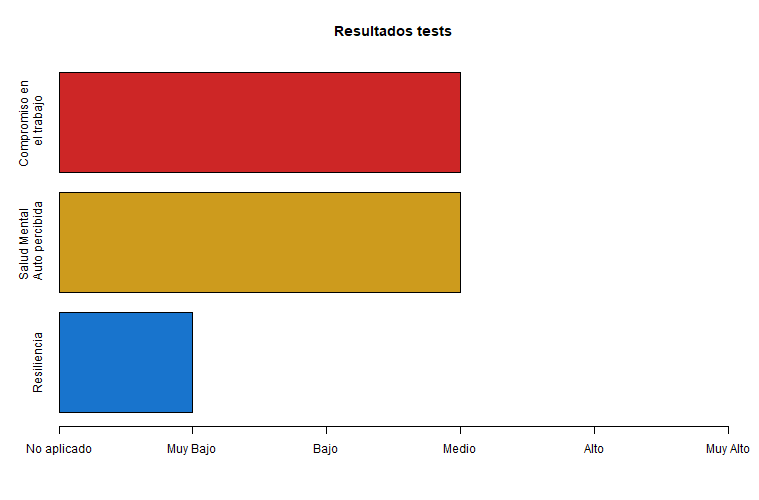 Resultados tests
Compromiso en
el trabajo
Salud Mental
Auto percibida
Resiliencia
No aplicado Muy Bajo Bajo Medio Alto Muy Alto